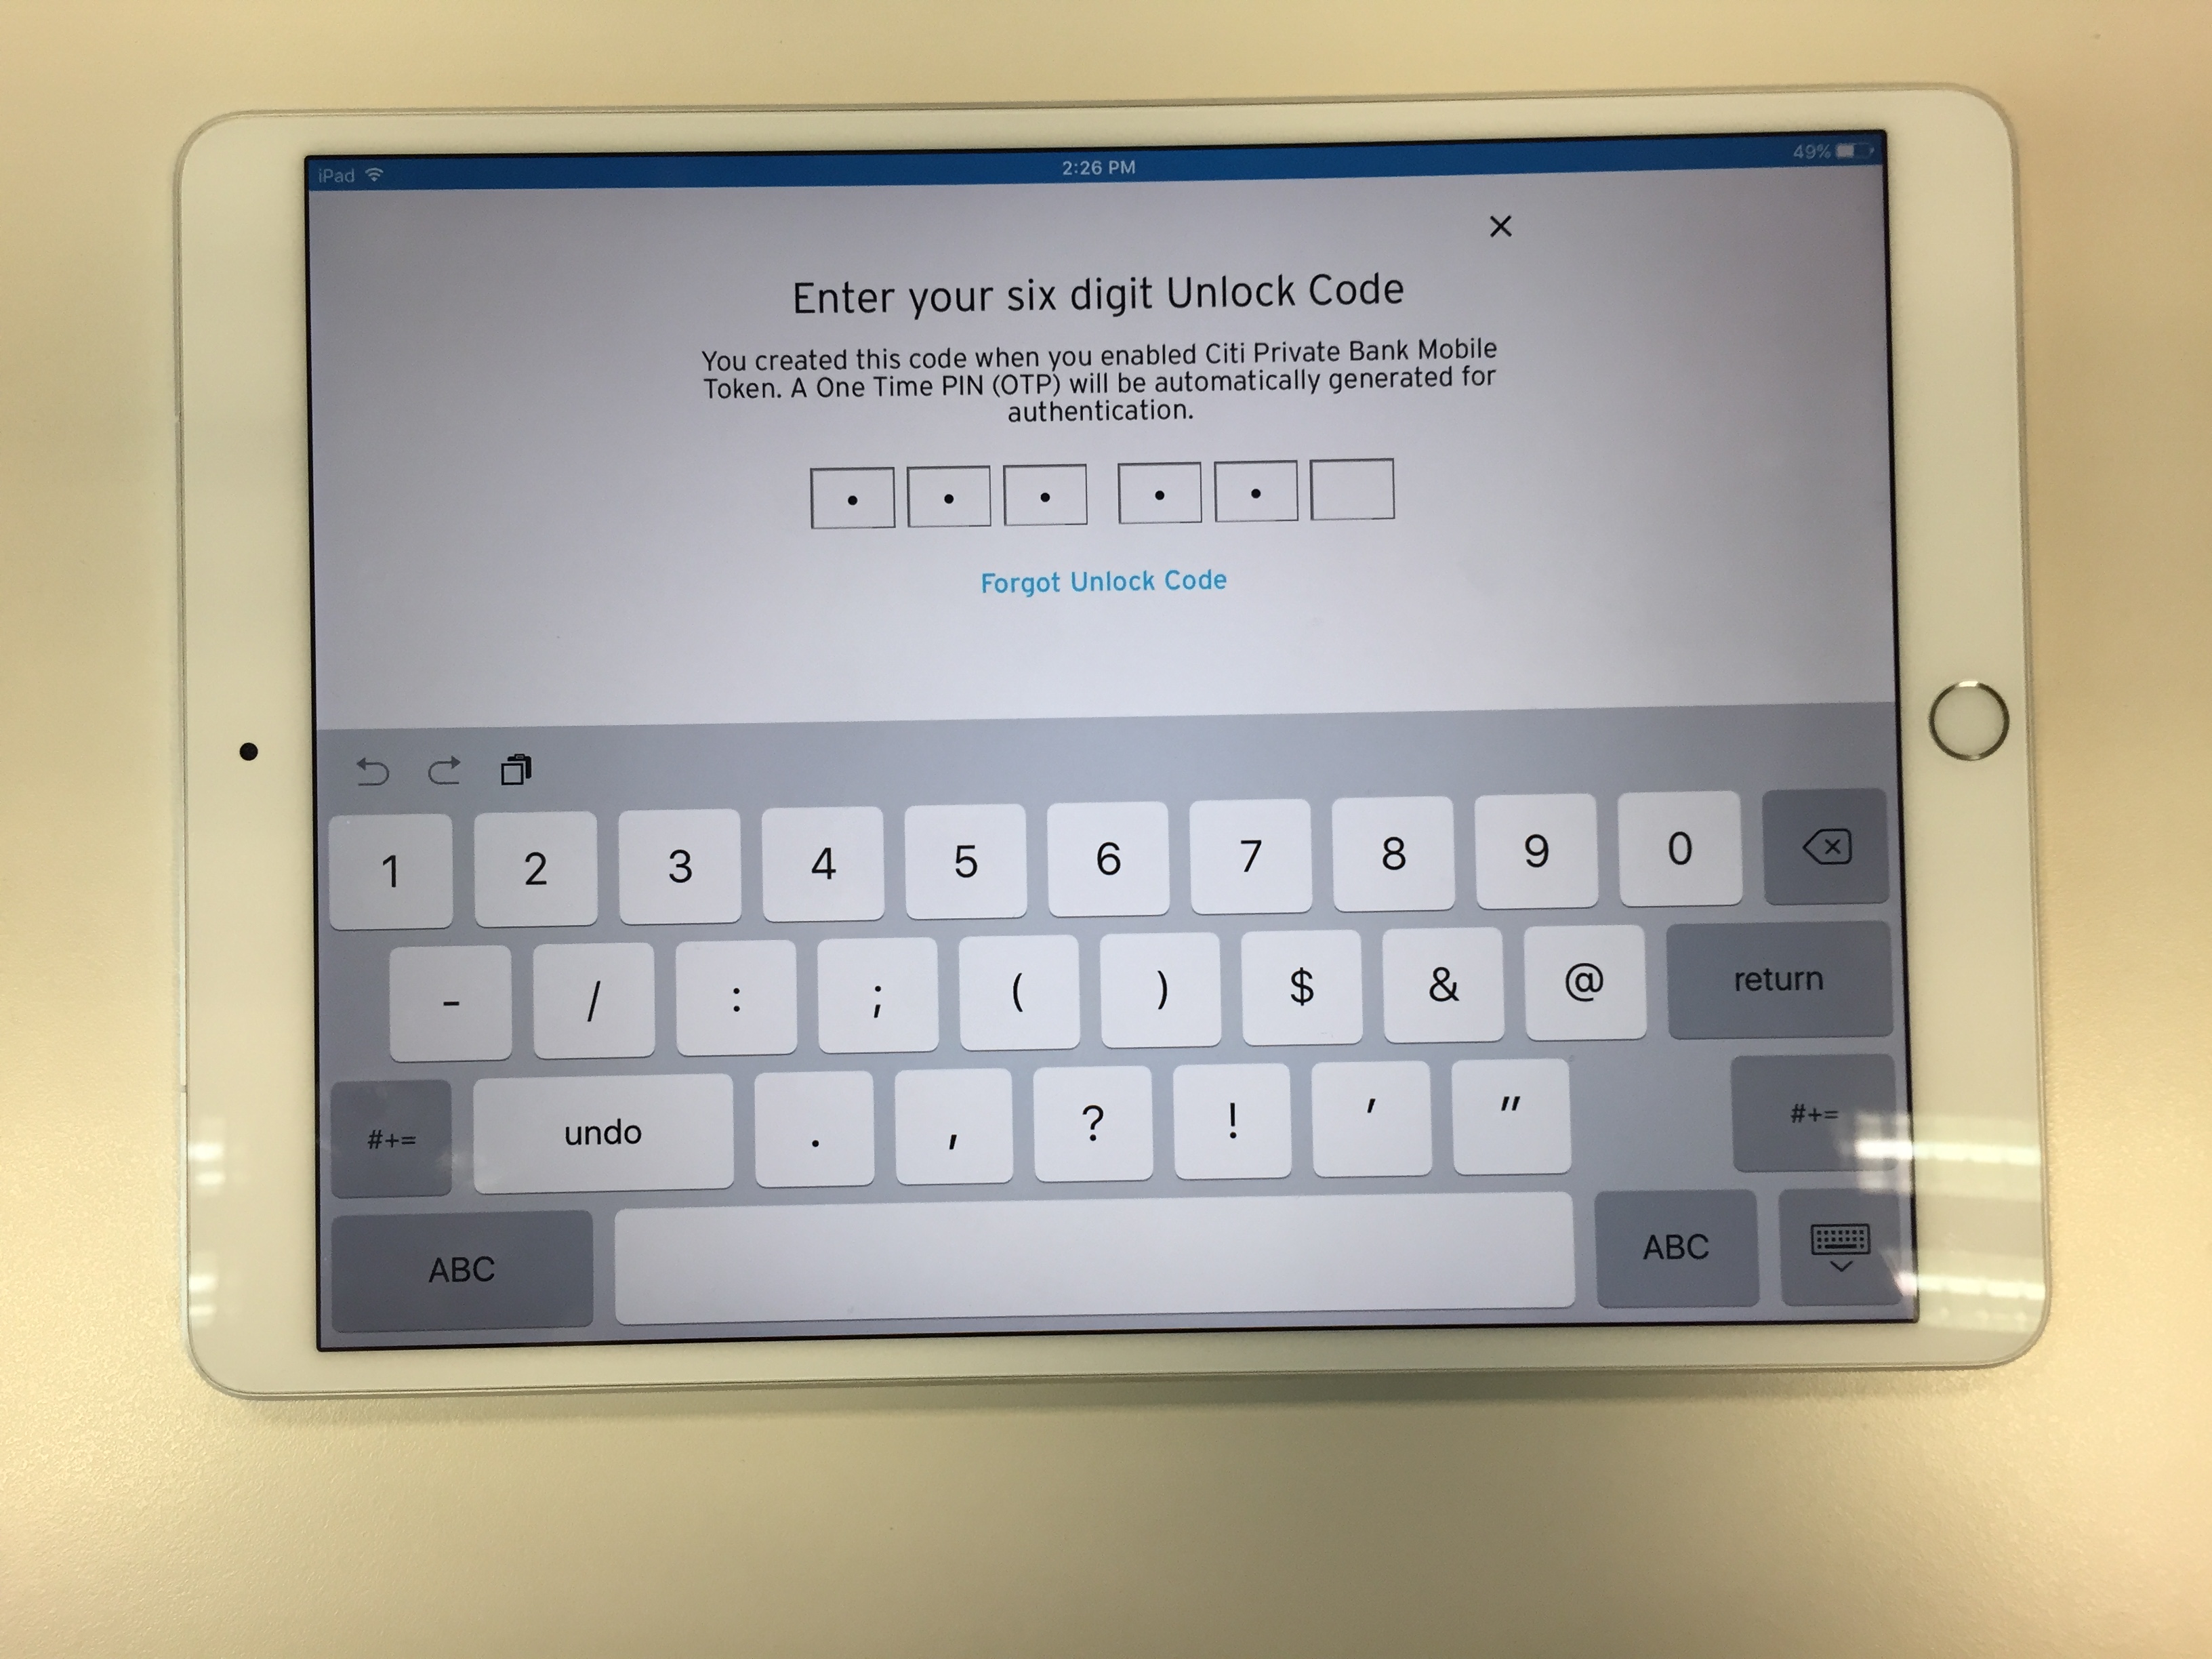 iPad 2:26 PM 49%
×
Enter your six digit Unlock Code
You created this code when you enabled Citi Private Bank Mobile
Token. A One Time PIN (OTP) will be automatically generated for
authentication.
• • • • •
Forgot Unlock Code
1 2 3 4 5 6 7 8 9 0
- / : ; ( ) $ & @ return
#+= undo . , ? ! ' " #+=
ABC ABC